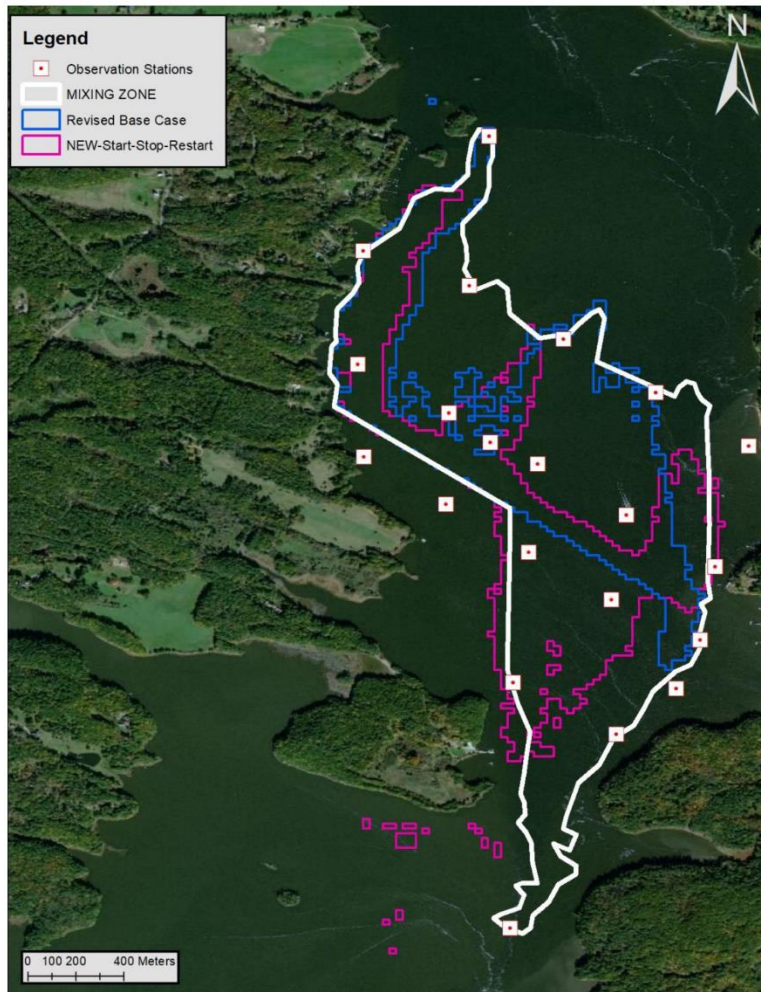 N
Legend
Observation Stations
MIXING ZONE
Revised Base Case
NEW-Start-Stop-Restart
0 100 200 400 Meters